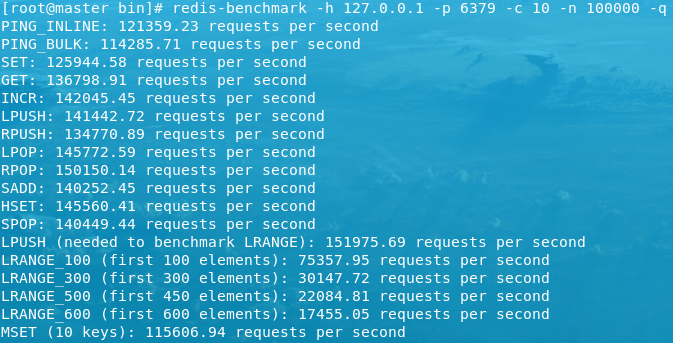 [root@master bin]# redis-benchmark -h 127.0.0.1 -p 6379 -c 10 -n 100000 -q
PING_INLINE: 121359.23 requests per second
PING_BULK: 114285.71 requests per second
SET: 125944.58 requests per second
GET: 136798.91 requests per second
INCR: 142045.45 requests per second
LPUSH: 141442.72 requests per second
RPUSH: 134770.89 requests per second
LPOP: 145772.59 requests per second
RPOP: 150150.14 requests per second
SADD: 140252.45 requests per second
HSET: 145560.41 requests per second
SPOP: 140449.44 requests per second
LPUSH (needed to benchmark LRANGE): 151975.69 requests per second
LRANGE_100 (first 100 elements): 75357.95 requests per second
LRANGE_300 (first 300 elements): 30147.72 requests per second
LRANGE_500 (first 450 elements): 22084.81 requests per second
LRANGE_600 (first 600 elements): 17455.05 requests per second
MSET (10 keys): 115606.94 requests per second